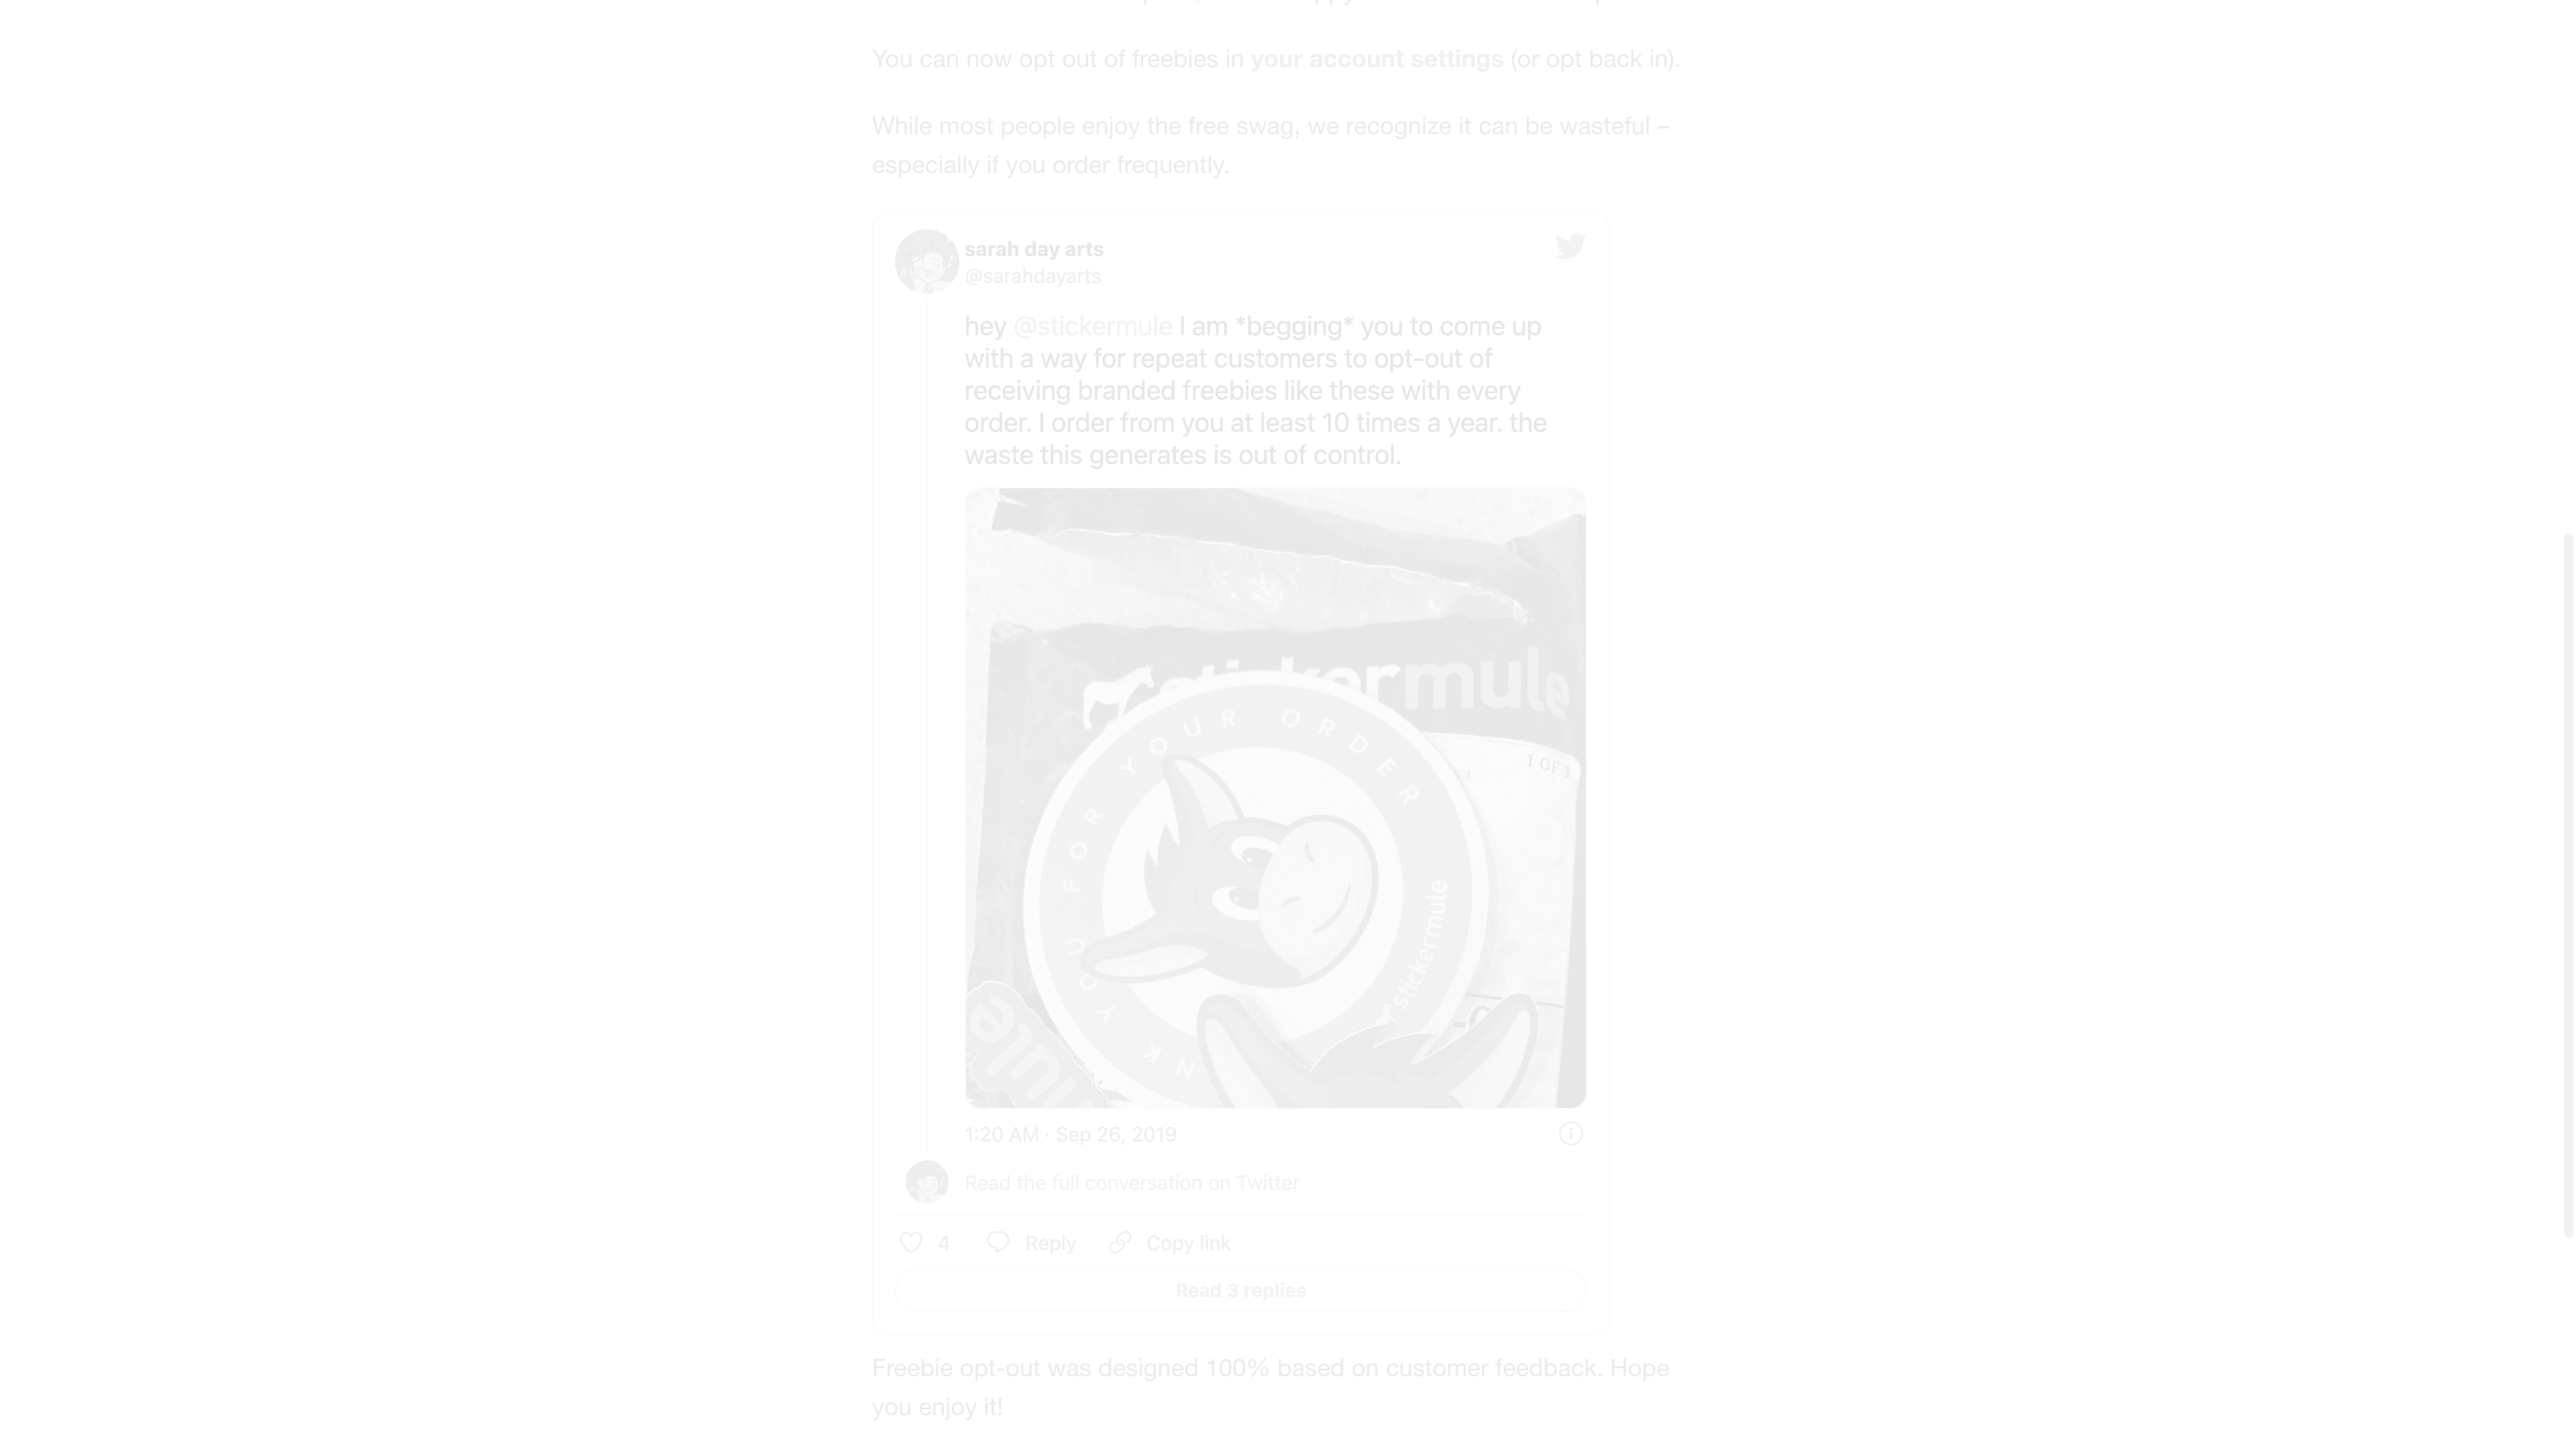 You can now opt out of freebies in your account settings (or opt back in).
While most people enjoy the free swag, we recognize it can be wasteful –
especially if you order frequently.
sarah day arts
@sarahdayarts
hey @stickermule I am *begging* you to come up
with a way for repeat customers to opt-out of
receiving branded freebies like these with every
order. I order from you at least 10 times a year. the
waste this generates is out of control.
mule
FOR YOUR ORDER
1 OF 1
YOU
stickermule
mule
1:20 AM · Sep 26, 2019
Read the full conversation on Twitter
4 Reply Copy link
Read 3 replies
Freebie opt-out was designed 100% based on customer feedback. Hope
you enjoy it!